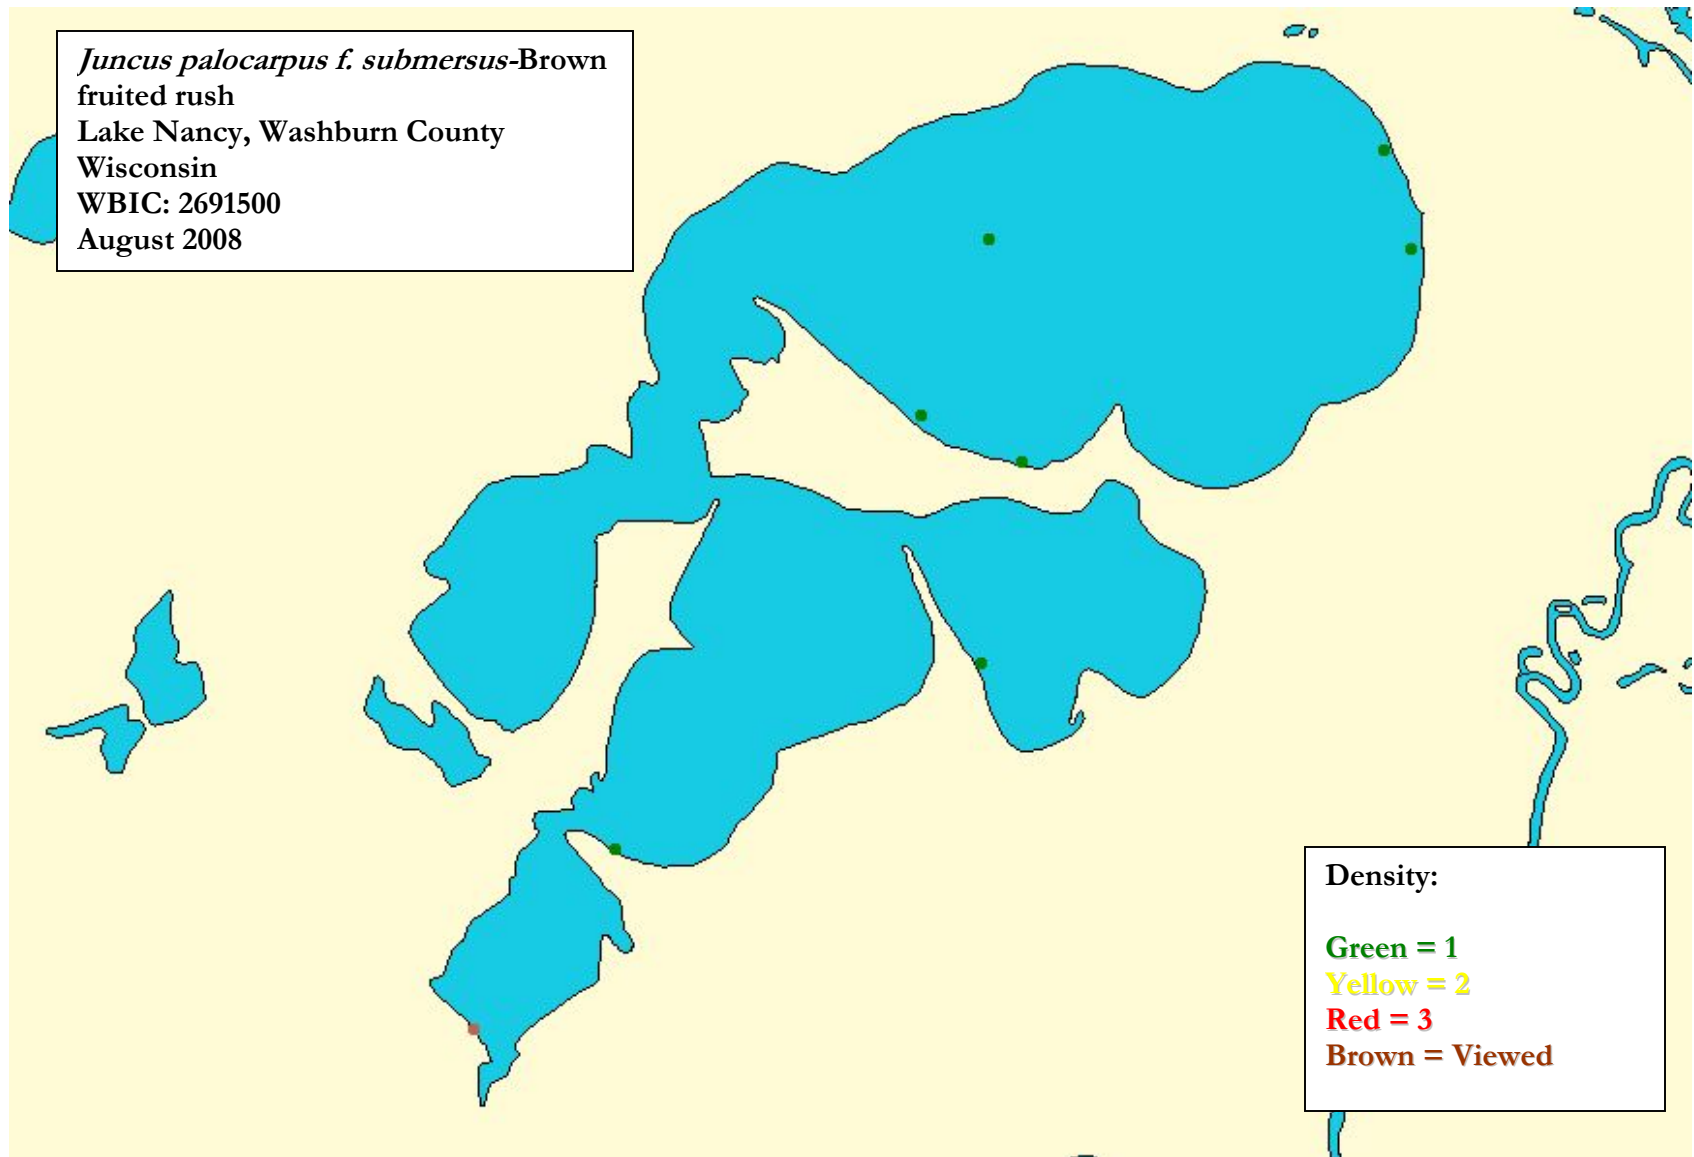 Juncus palocarpus f. submersus-Brown
fruited rush
Lake Nancy, Washburn County
Wisconsin
WBIC: 2691500
August 2008
Density:
Green = 1
Yellow = 2
Red = 3
Brown = Viewed